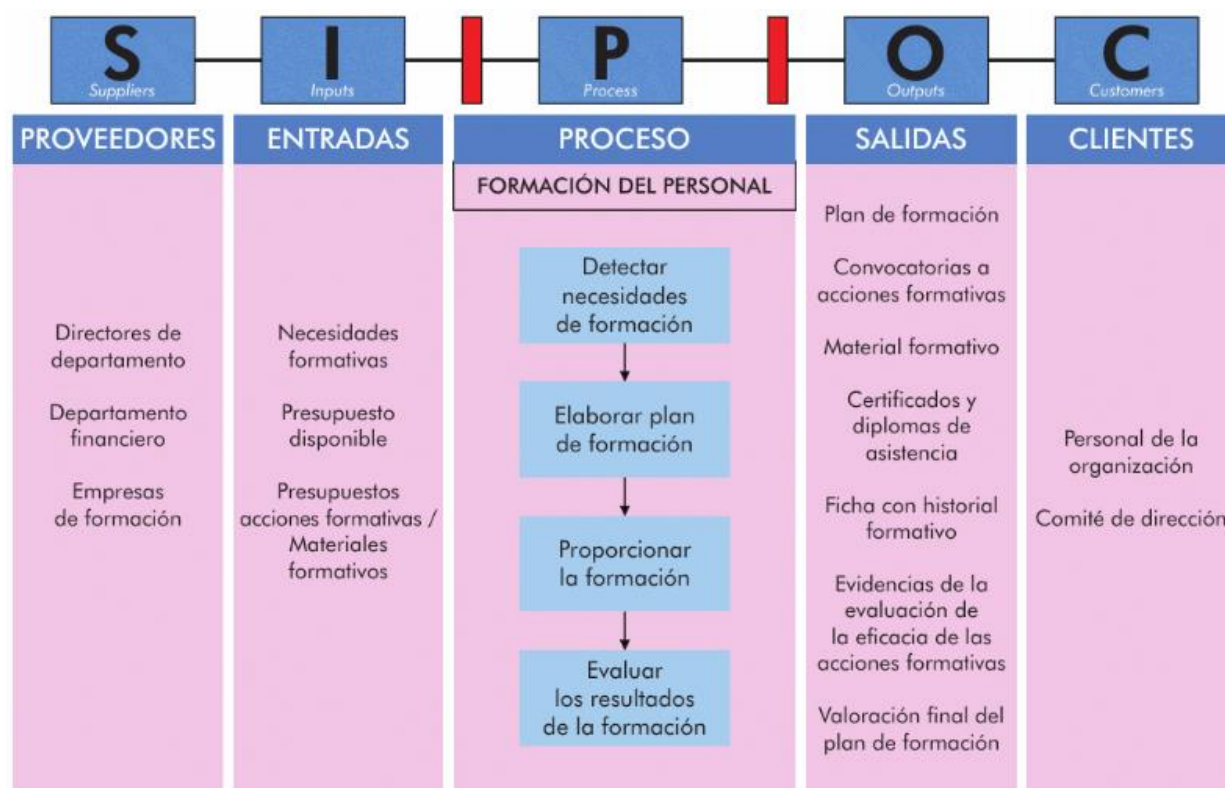 S
Suppliers
I
Inputs
P
Process
O
Outputs
C
Customers
PROVEEDORES
Directores de
departamento
Departamento
financiero
Empresas
de formación
ENTRADAS
Necesidades
formativas
Presupuesto
disponible
Presupuestos
acciones formativas /
Materiales
formativos
PROCESO
FORMACIÓN DEL PERSONAL
Detectar
necesidades
de formación
Elaborar plan
de formación
Proporcionar
la formación
Evaluar
los resultados
de la formación
SALIDAS
Plan de formación
Convocatorias a
acciones formativas
Material formativo
Certificados y
diplomas de
asistencia
Ficha con historial
formativo
Evidencias de la
evaluación de
la eficacia de las
acciones formativas
Valoración final del
plan de formación
CLIENTES
Personal de la
organización
Comité de dirección